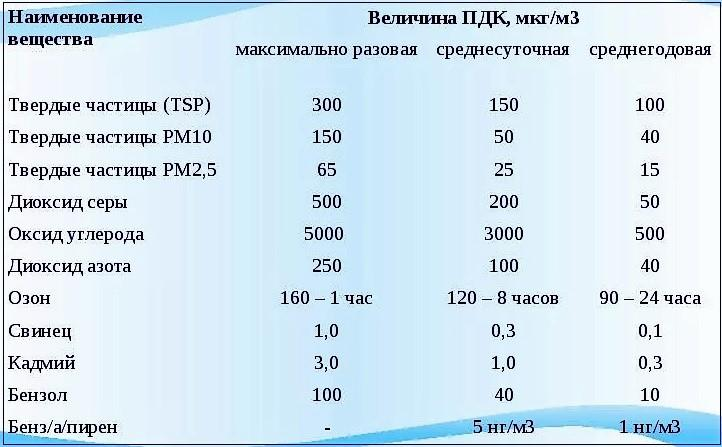 Наименование вещества Величина ПДК, мкг/м3
максимально разовая среднесуточная среднегодовая
Твердые частицы (TSP) 300 150 100
Твердые частицы PM10 150 50 40
Твердые частицы PM2,5 65 25 15
Диоксид серы 500 200 50
Оксид углерода 5000 3000 500
Диоксид азота 250 100 40
Озон 160 – 1 час 120 – 8 часов 90 – 24 часа
Свинец 1,0 0,3 0,1
Кадмий 3,0 1,0 0,3
Бензол 100 40 10
Бенз/а/пирен - 5 нг/м3 1 нг/м3